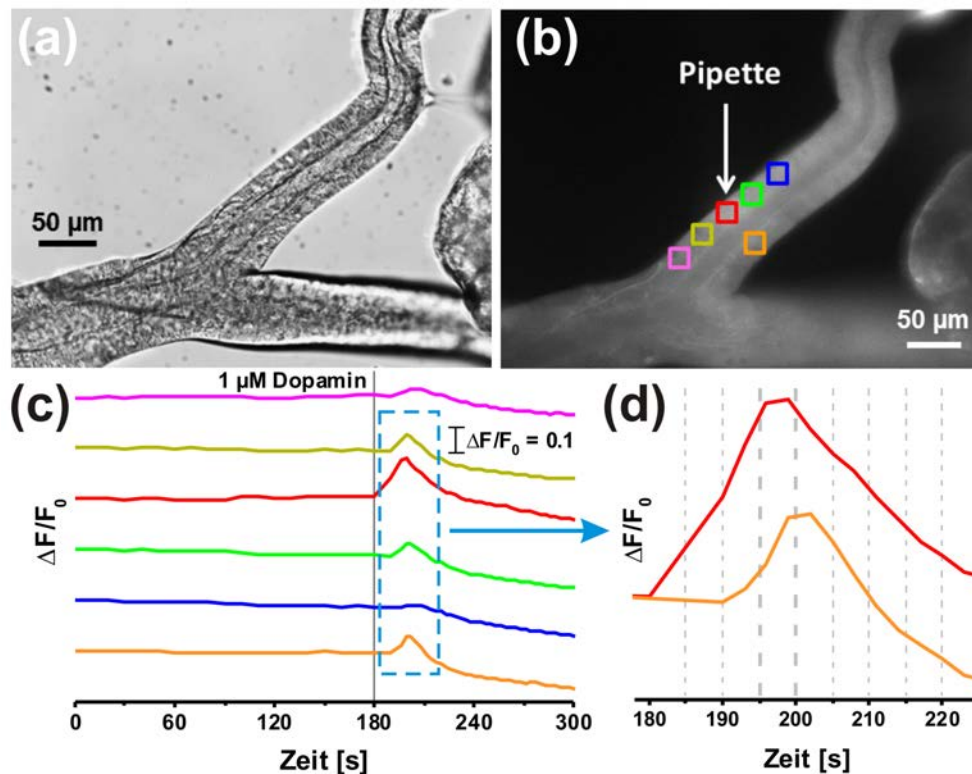 (a)
50 µm
(b)
Pipette
50 µm
(c)
1 µM Dopamin
ΔF/F₀ = 0.1
ΔF/F₀
0 60 120 180 240 300
Zeit [s]
(d)
ΔF/F₀
180 190 200 210 220
Zeit [s]